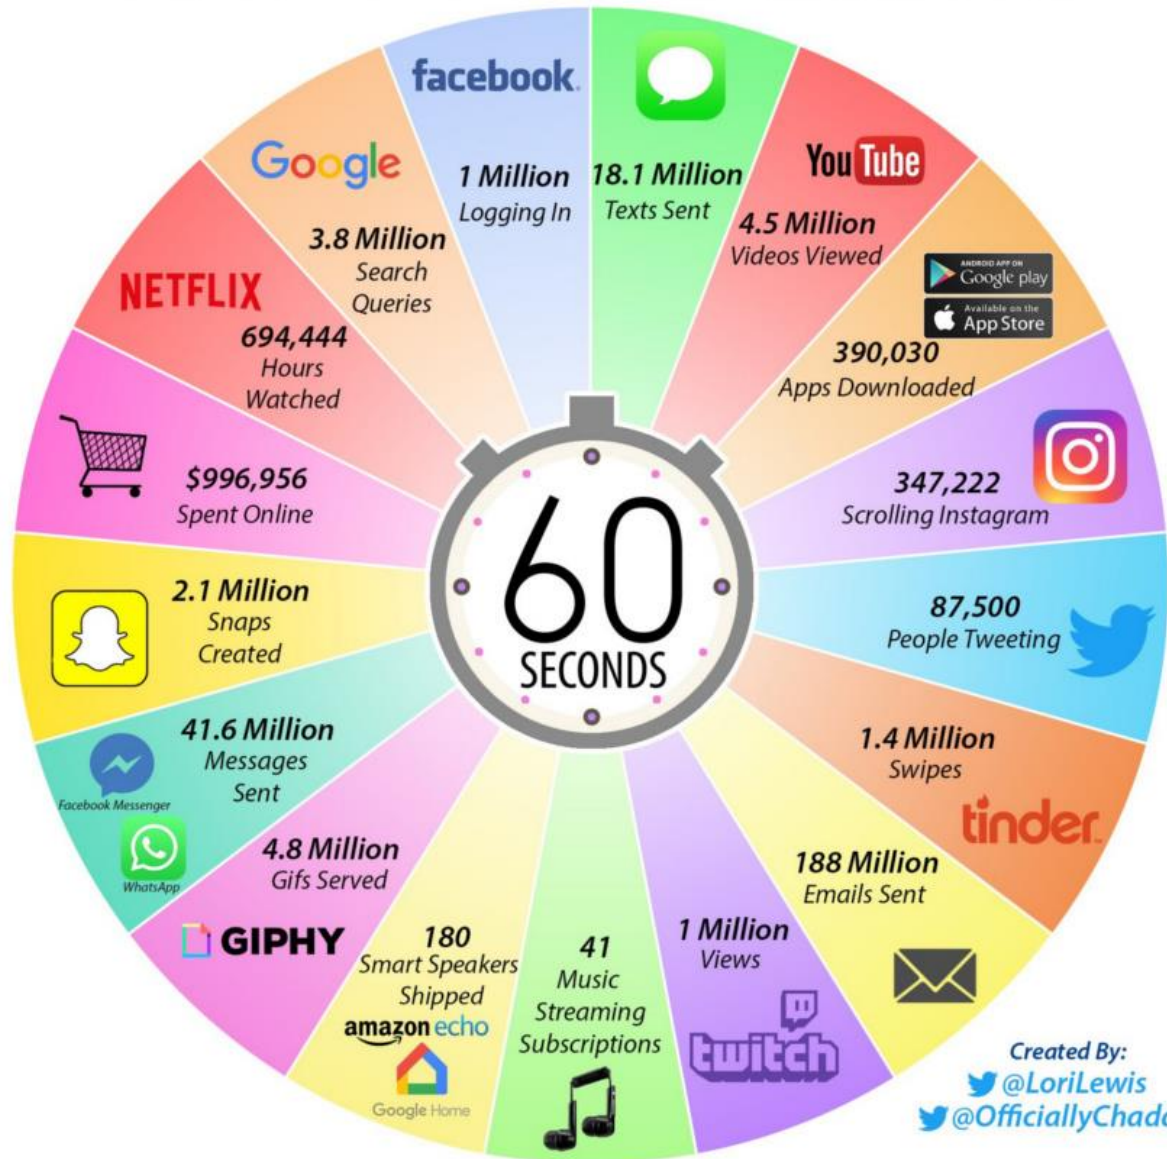 facebook
1 Million
Logging In
18.1 Million
Texts Sent
YouTube
4.5 Million
Videos Viewed
ANDROID APP ON
Google play
Available on the
App Store
390,030
Apps Downloaded
347,222
Scrolling Instagram
87,500
People Tweeting
1.4 Million
Swipes
tinder
188 Million
Emails Sent
1 Million
Views
twitch
41
Music
Streaming
Subscriptions
180
Smart Speakers
Shipped
amazon echo
Google Home
4.8 Million
Gifs Served
GIPHY
41.6 Million
Messages
Sent
Facebook Messenger
WhatsApp
2.1 Million
Snaps
Created
$996,956
Spent Online
NETFLIX
694,444
Hours
Watched
Google
3.8 Million
Search
Queries
60
SECONDS
Created By:
@LoriLewis
@OfficiallyChadd